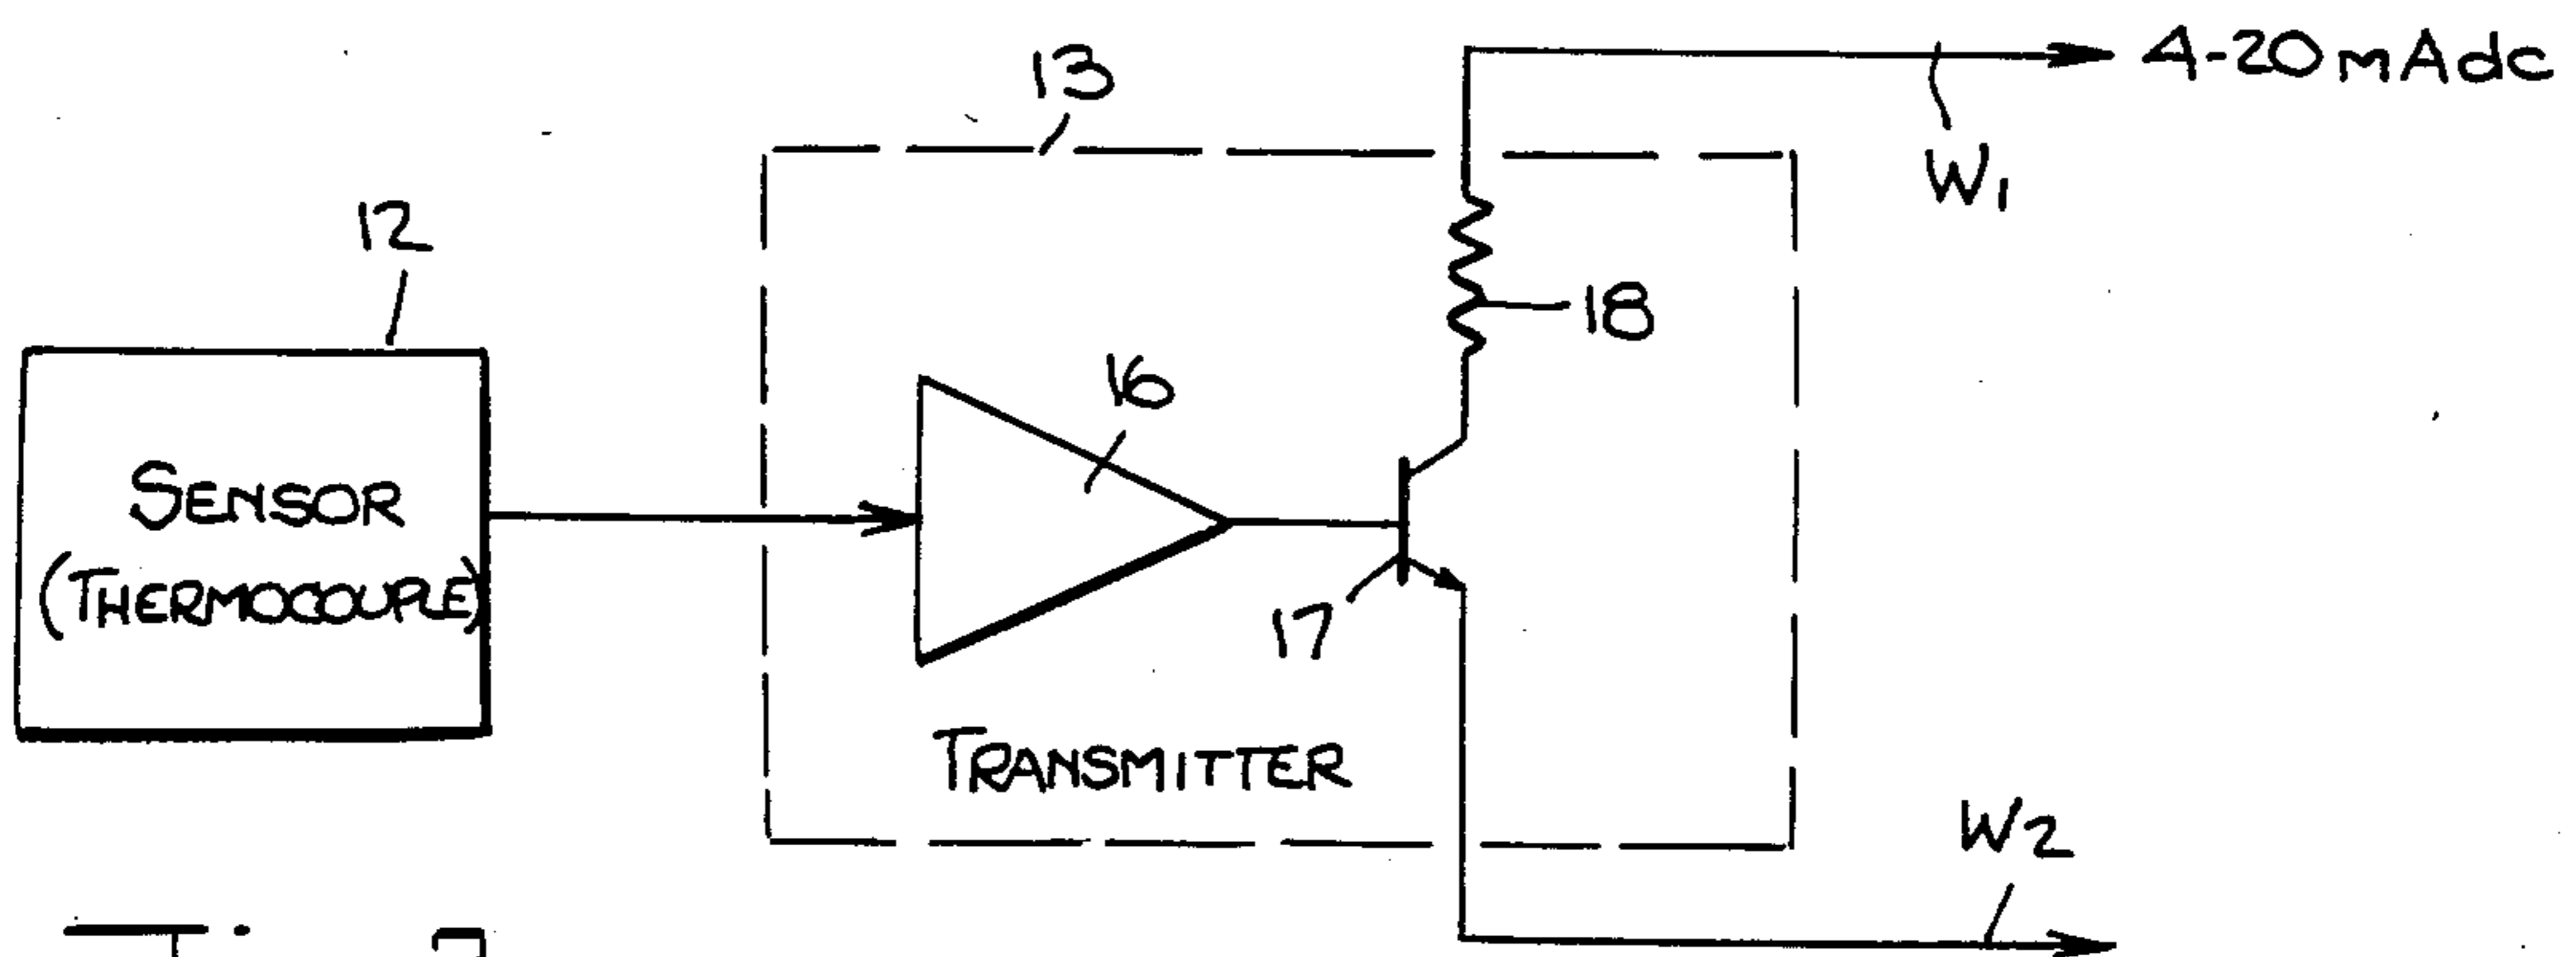 13
4-20 mAdc
W1
12
18
16
SENSOR
(THERMOCOUPLE)
17
TRANSMITTER
W2